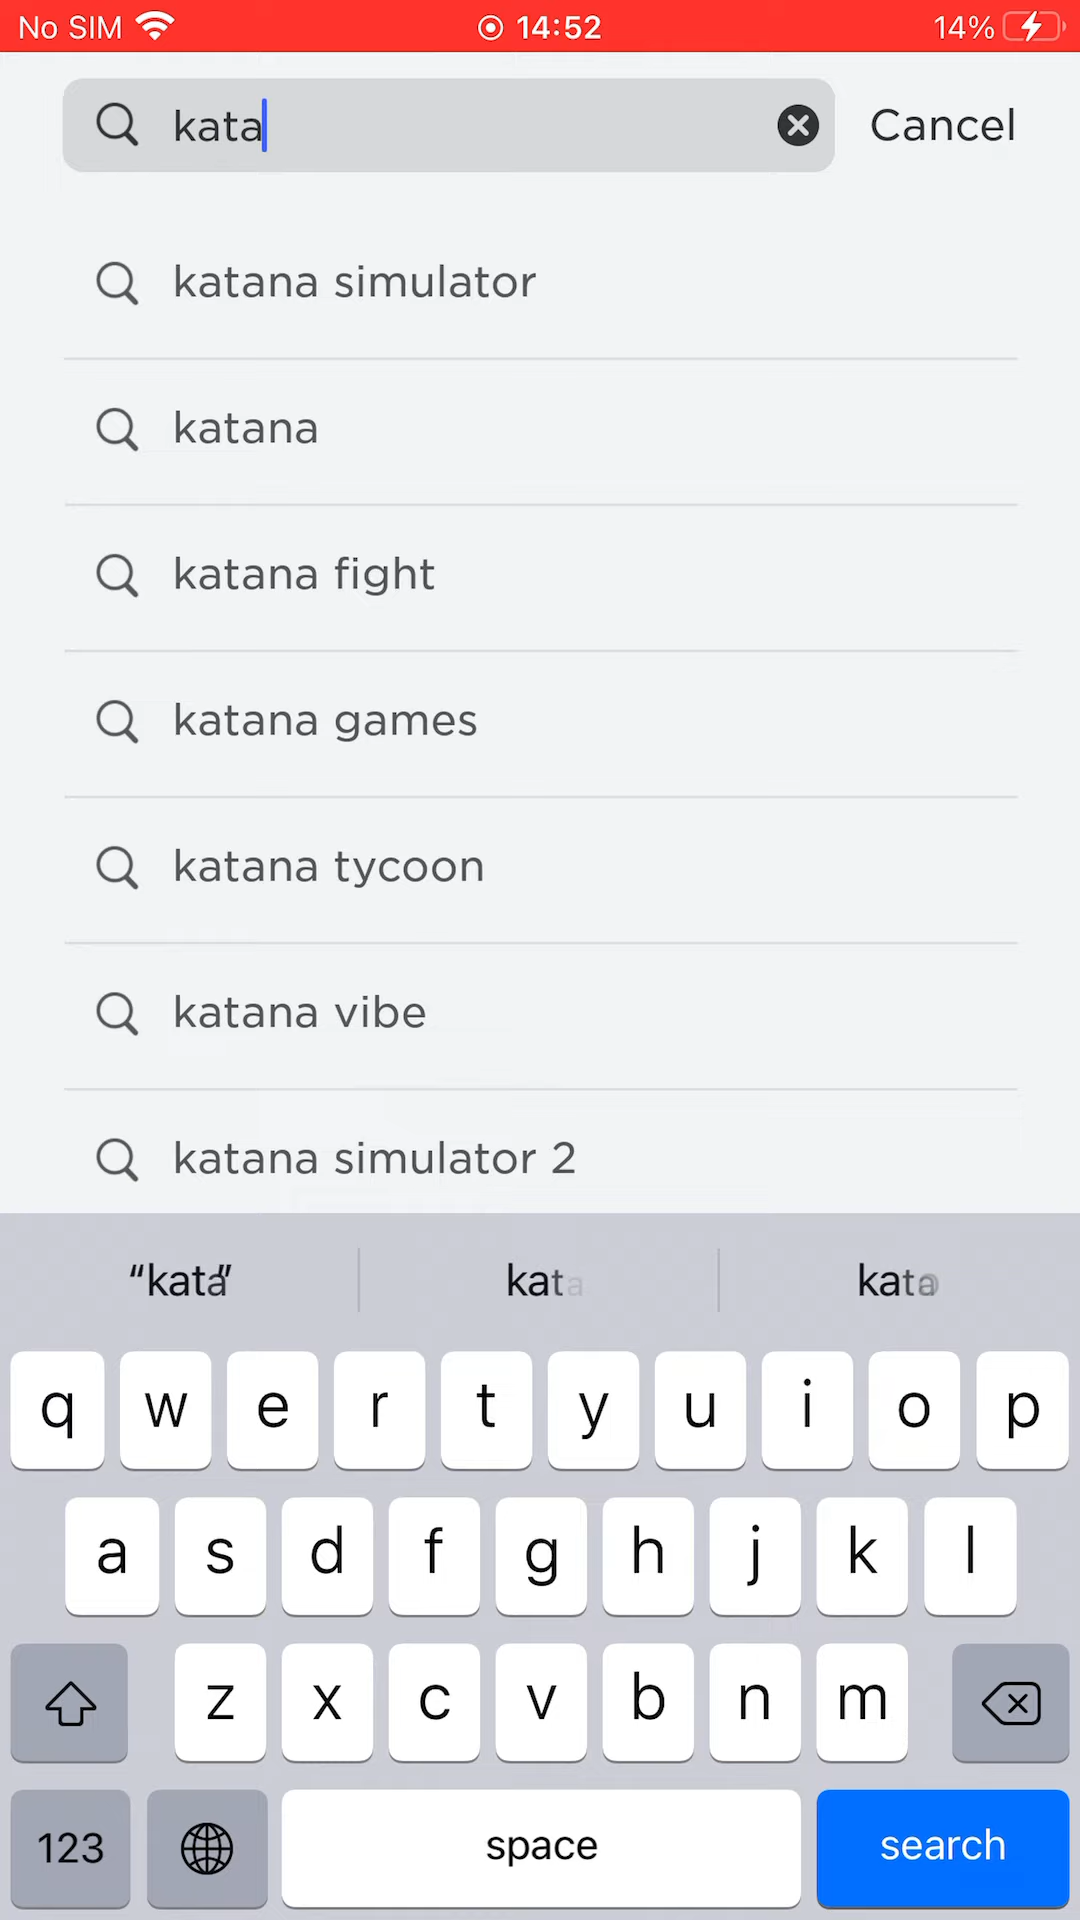 No SIM 14:52 14%
kata Cancel
katana simulator
katana
katana fight
katana games
katana tycoon
katana vibe
katana simulator 2
“kata” kata kata
q w e r t y u i o p
a s d f g h j k l
z x c v b n m
123 space search